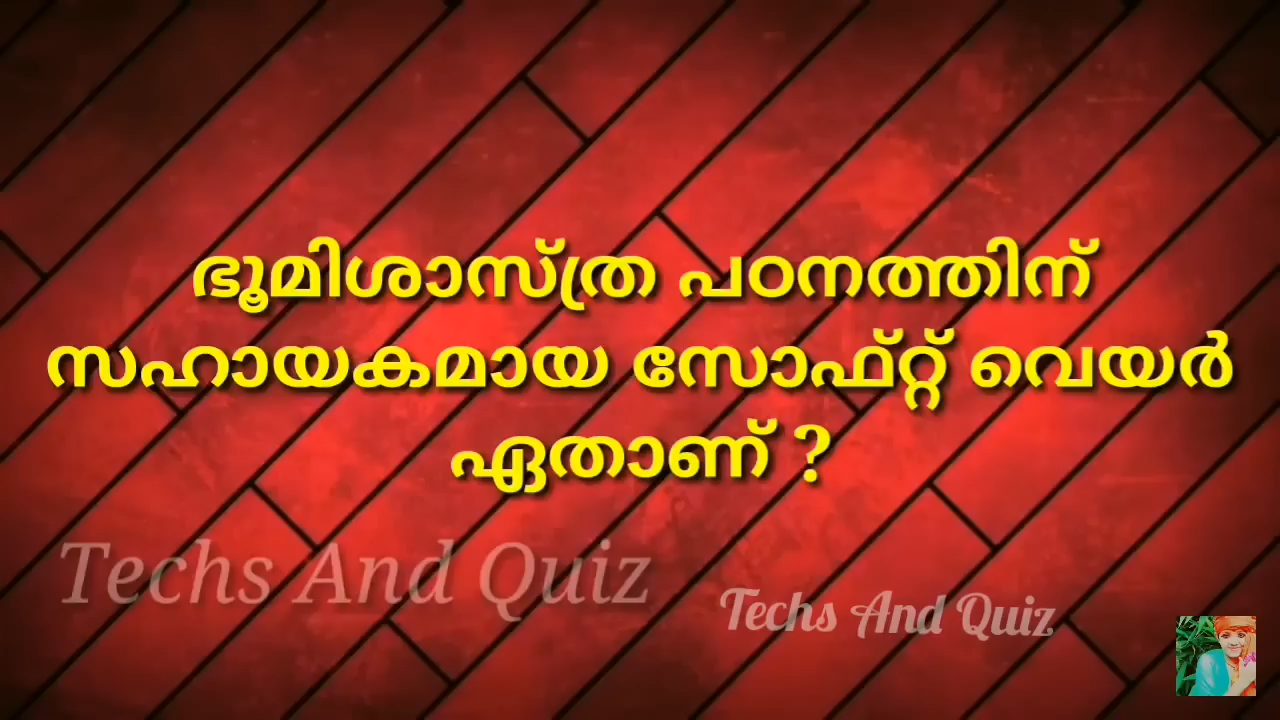 ഭൂമിശാസ്ത്ര പഠനത്തിന്
സഹായകമായ സോഫ്റ്റ് വെയർ
ഏതാണ് ?
Techs And Quiz
Techs And Quiz